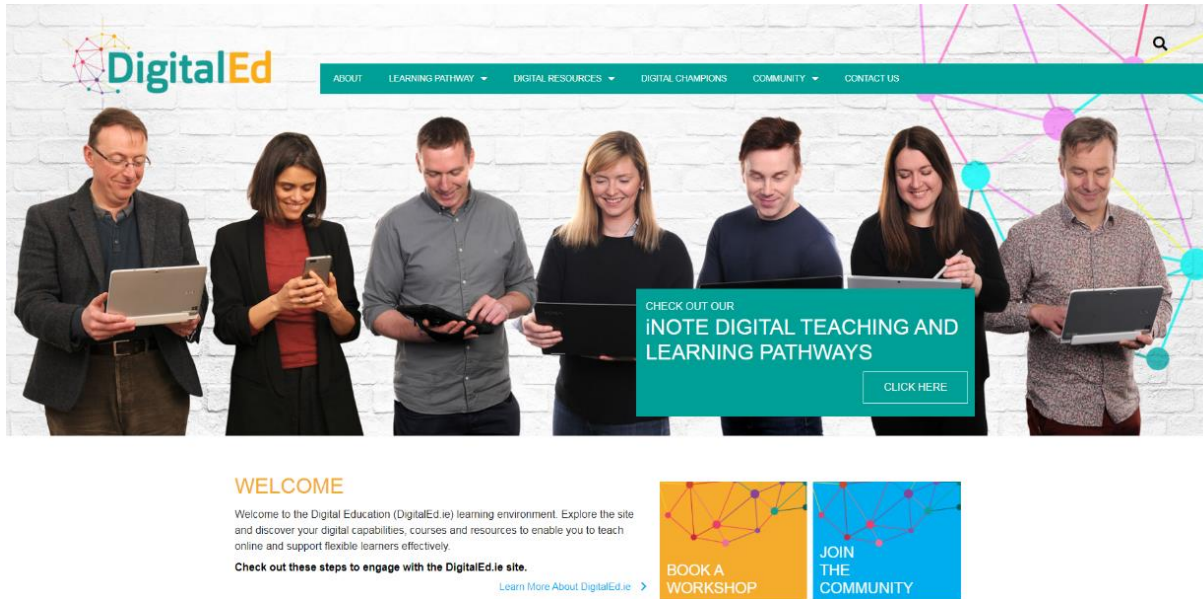 DigitalEd
ABOUT LEARNING PATHWAY DIGITAL RESOURCES DIGITAL CHAMPIONS COMMUNITY CONTACT US
CHECK OUT OUR
iNOTE DIGITAL TEACHING AND
LEARNING PATHWAYS
CLICK HERE
WELCOME
Welcome to the Digital Education (DigitalEd.ie) learning environment. Explore the site
and discover your digital capabilities, courses and resources to enable you to teach
online and support flexible learners effectively.
Check out these steps to engage with the DigitalEd.ie site.
Learn More About DigitalEd.ie
BOOK A
WORKSHOP
JOIN
THE
COMMUNITY